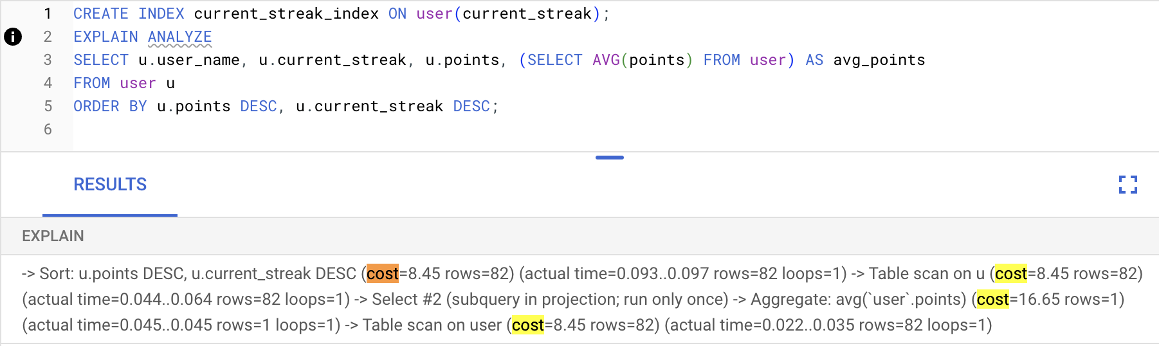 1 CREATE INDEX current_streak_index ON user(current_streak);
2 EXPLAIN ANALYZE
3 SELECT u.user_name, u.current_streak, u.points, (SELECT AVG(points) FROM user) AS avg_points
4 FROM user u
5 ORDER BY u.points DESC, u.current_streak DESC;
6
RESULTS
EXPLAIN
-> Sort: u.points DESC, u.current_streak DESC (cost=8.45 rows=82) (actual time=0.093..0.097 rows=82 loops=1) -> Table scan on u (cost=8.45 rows=82)
(actual time=0.044..0.064 rows=82 loops=1) -> Select #2 (subquery in projection; run only once) -> Aggregate: avg(`user`.points) (cost=16.65 rows=1)
(actual time=0.045..0.045 rows=1 loops=1) -> Table scan on user (cost=8.45 rows=82) (actual time=0.022..0.035 rows=82 loops=1)